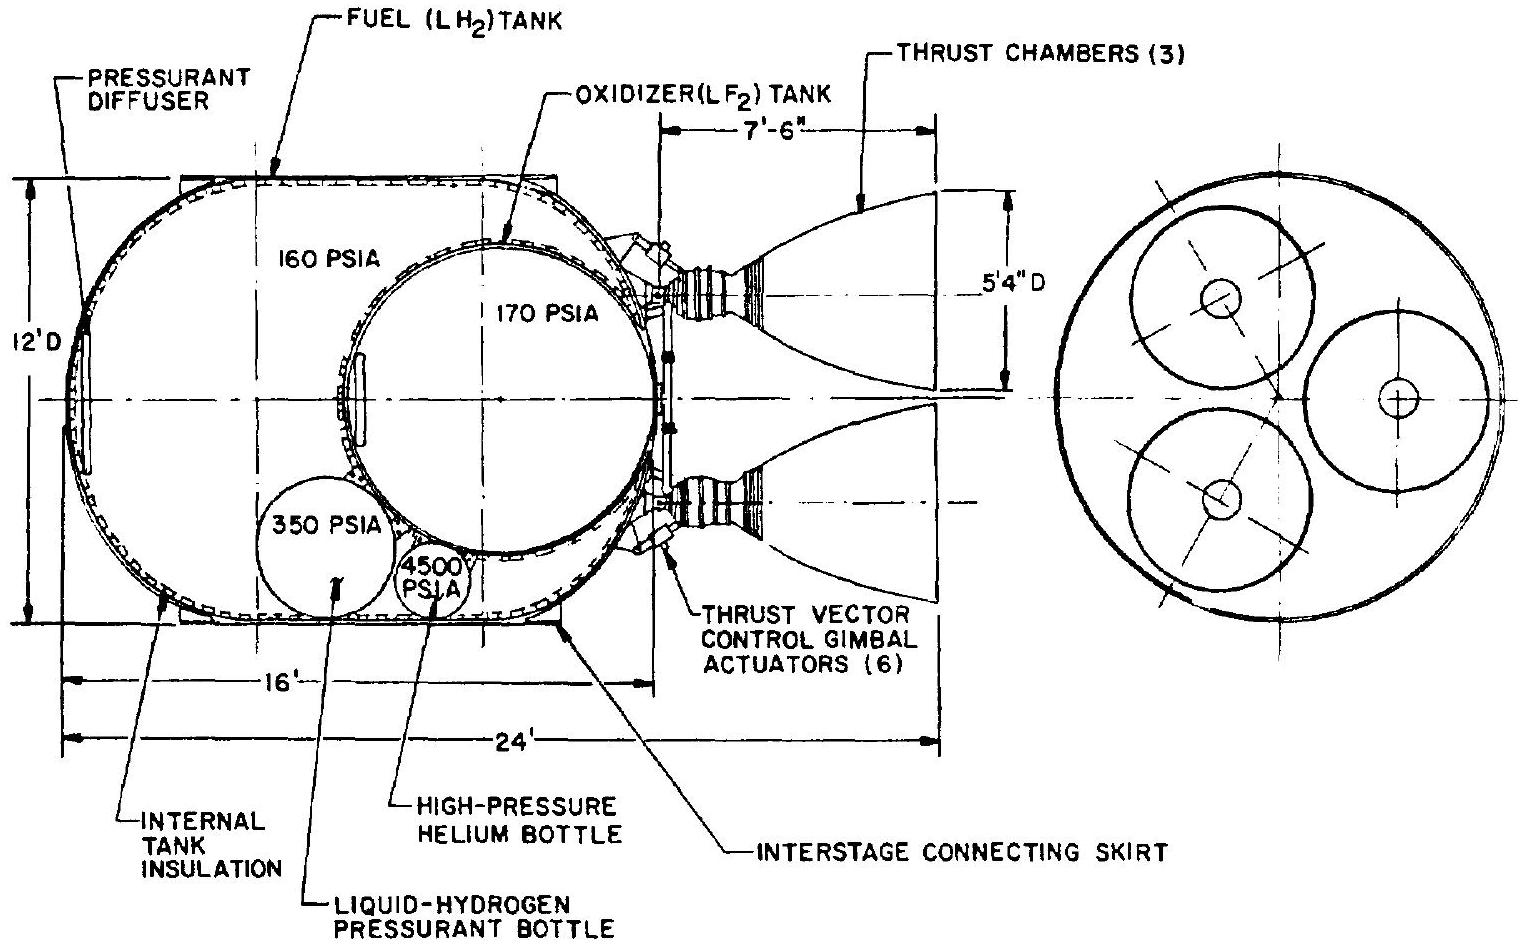 FUEL (LH2) TANK
THRUST CHAMBERS (3)
PRESSURANT
DIFFUSER
OXIDIZER (LF2) TANK
7'-6"
160 PSIA
5'4" D
170 PSIA
12' D
350 PSIA
4500
PSIA
THRUST VECTOR
CONTROL GIMBAL
ACTUATORS (6)
16'
24'
HIGH-PRESSURE
HELIUM BOTTLE
INTERNAL
TANK
INSULATION
INTERSTAGE CONNECTING SKIRT
LIQUID-HYDROGEN
PRESSURANT BOTTLE